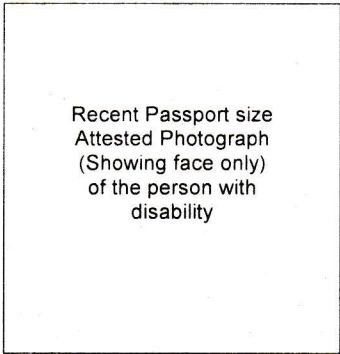 Recent Passport size
Attested Photograph
(Showing face only)
of the person with
disability